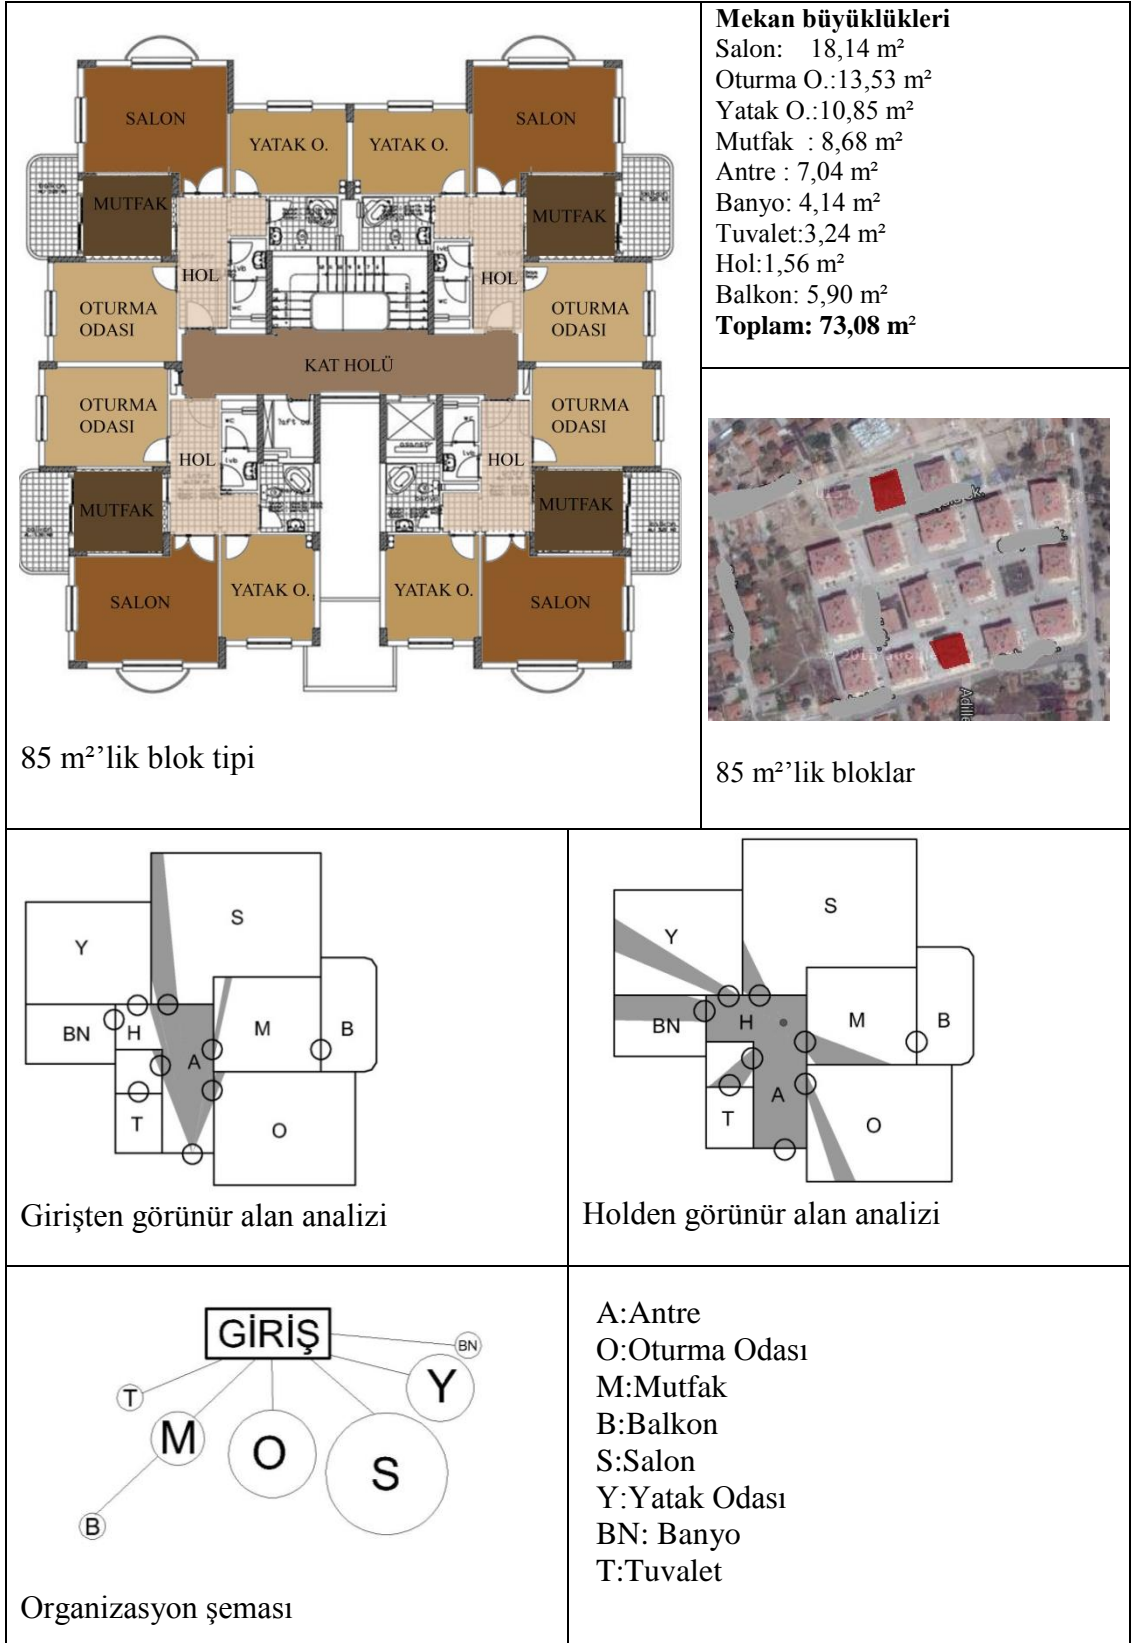 SALON
SALON
YATAK O.
YATAK O.
MUTFAK
MUTFAK
HOL
HOL
OTURMA
ODASI
OTURMA
ODASI
KAT HOLÜ
OTURMA
ODASI
OTURMA
ODASI
HOL
HOL
MUTFAK
MUTFAK
SALON
YATAK O.
YATAK O.
SALON
85 m²’lik blok tipi
Mekan büyüklükleri
Salon: 18,14 m²
Oturma O.:13,53 m²
Yatak O.:10,85 m²
Mutfak : 8,68 m²
Antre : 7,04 m²
Banyo: 4,14 m²
Tuvalet:3,24 m²
Hol:1,56 m²
Balkon: 5,90 m²
Toplam: 73,08 m²
85 m²’lik bloklar
S
Y
BN
H
M
B
A
T
O
Girişten görünür alan analizi
S
Y
BN
H
M
B
A
T
O
Holden görünür alan analizi
GİRİŞ
BN
T
Y
M
O
S
B
Organizasyon şeması
A:Antre
O:Oturma Odası
M:Mutfak
B:Balkon
S:Salon
Y:Yatak Odası
BN: Banyo
T:Tuvalet